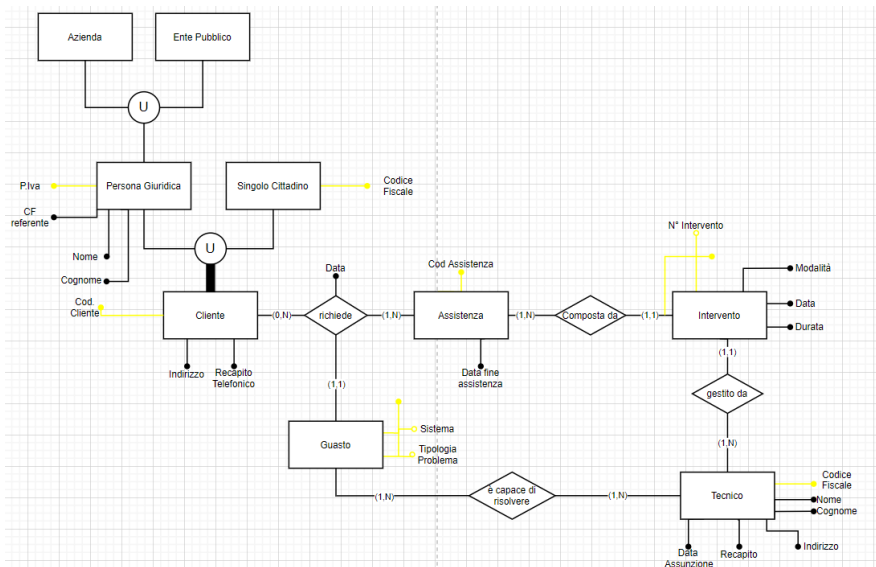 Azienda
Ente Pubblico
U
P.Iva
Persona Giuridica
Singolo Cittadino
Codice
Fiscale
CF
referente
Nome
Cognome
U
N° Intervento
Cod.
Cliente
Data
Cod Assistenza
Modalità
Data
Durata
Cliente
(0,N)
richiede
(1,N)
Assistenza
(1,N)
Composta da
(1,1)
Intervento
Indirizzo
Recapito
Telefonico
(1,1)
Data fine
assistenza
(1,1)
gestito da
Guasto
Sistema
Tipologia
Problema
(1,N)
(1,N)
è capace di
risolvere
(1,N)
Tecnico
Codice
Fiscale
Nome
Cognome
Data
Assunzione
Recapito
Indirizzo